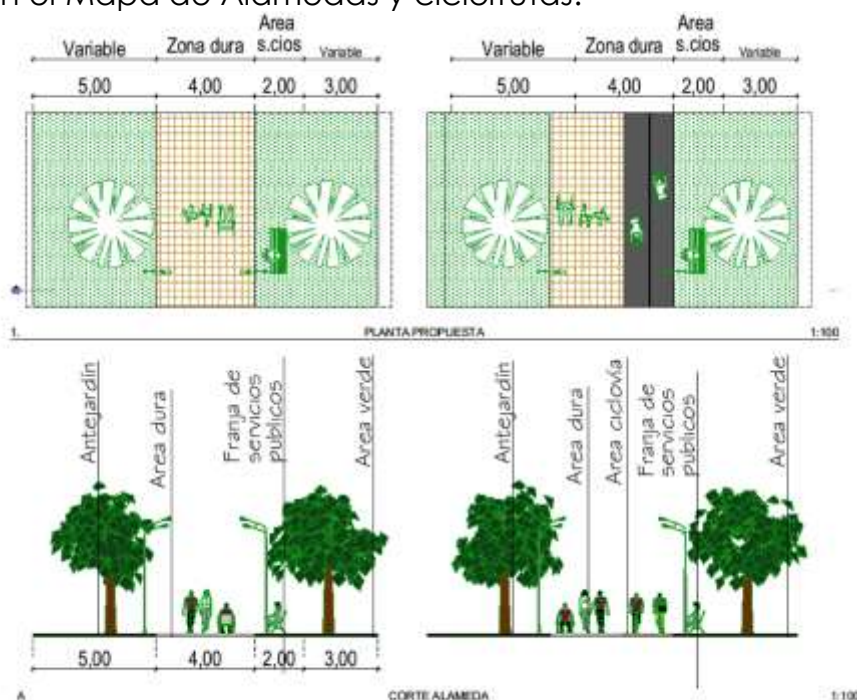 n el Mapa de Alamedas y ciclorrutas.
Variable Zona dura Area s.cios Variable
5,00 4,00 2,00 3,00
Variable Zona dura Area s.cios Variable
5,00 4,00 2,00 3,00
1. PLANTA PROPUESTA 1:100
Antejardín
Area dura
Franja de servicios publicos
Area verde
Antejardín
Area dura
Area ciclovía
Franja de servicios publicos
Area verde
5,00 4,00 2,00 3,00
A CORTE ALAMEDA 1:100